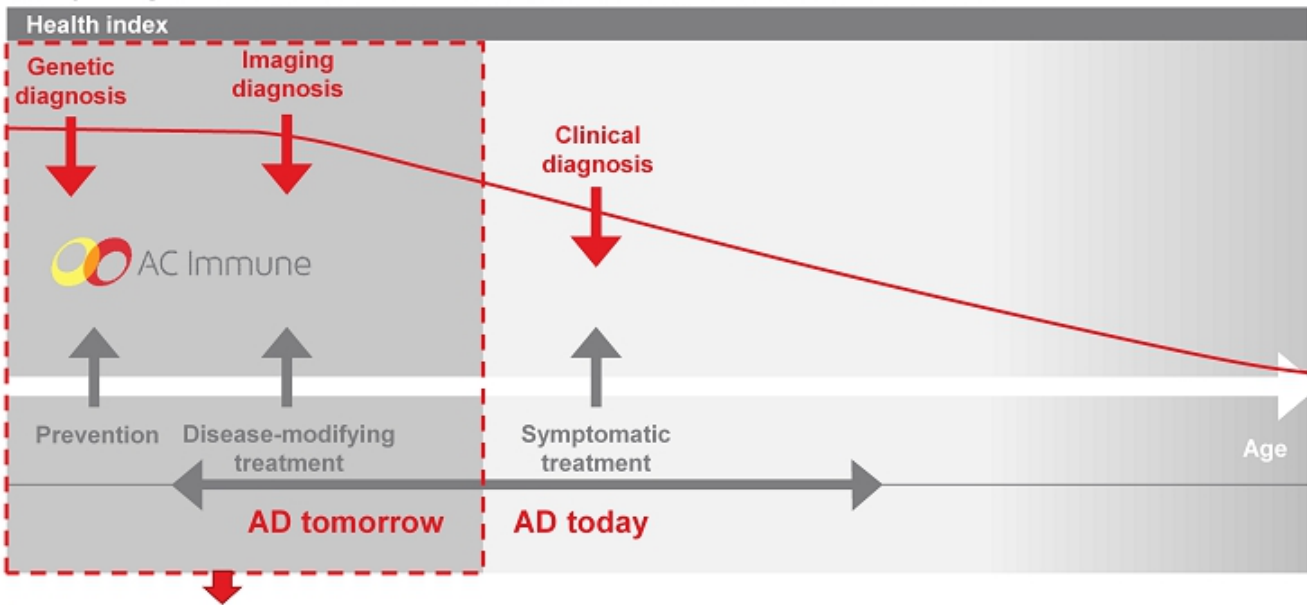 Health index
Genetic
diagnosis
Imaging
diagnosis
Clinical
diagnosis
AC Immune
Prevention
Disease-modifying
treatment
Symptomatic
treatment
Age
AD tomorrow
AD today